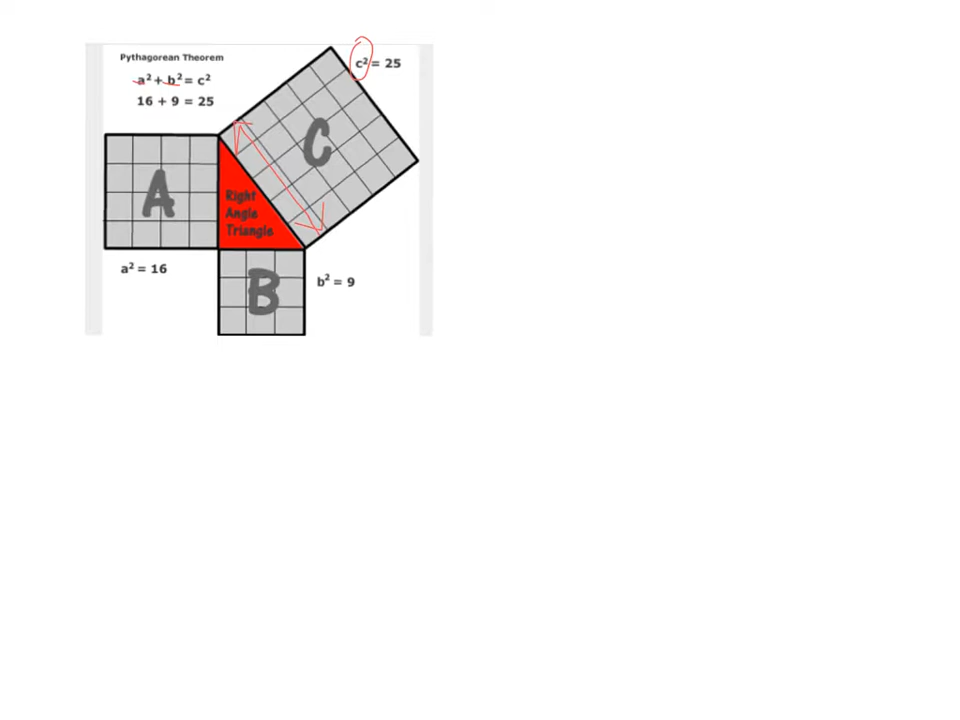 Pythagorean Theorem
a² + b² = c²
16 + 9 = 25
c² = 25
C
A
Right
Angle
Triangle
a² = 16
B
b² = 9